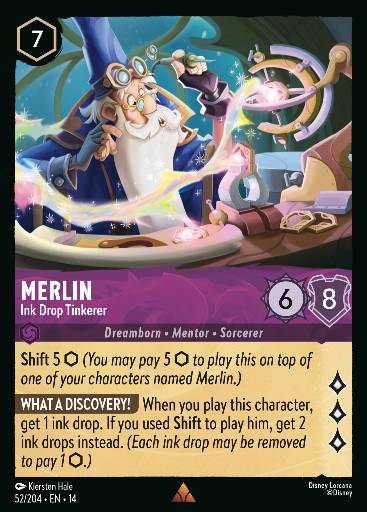 7
MERLIN
Ink Drop Tinkerer
6
8
Dreamborn • Mentor • Sorcerer
Shift 5 (You may pay 5 to play this on top
of one of your characters named Merlin.)
WHAT A DISCOVERY! When you play this character,
get 1 ink drop. If you used Shift to play him, get 2
ink drops instead. (Each ink drop may be removed
to pay 1 .)
Kiersten Hale
52/204 • EN • 14
Disney Lorcana
©Disney